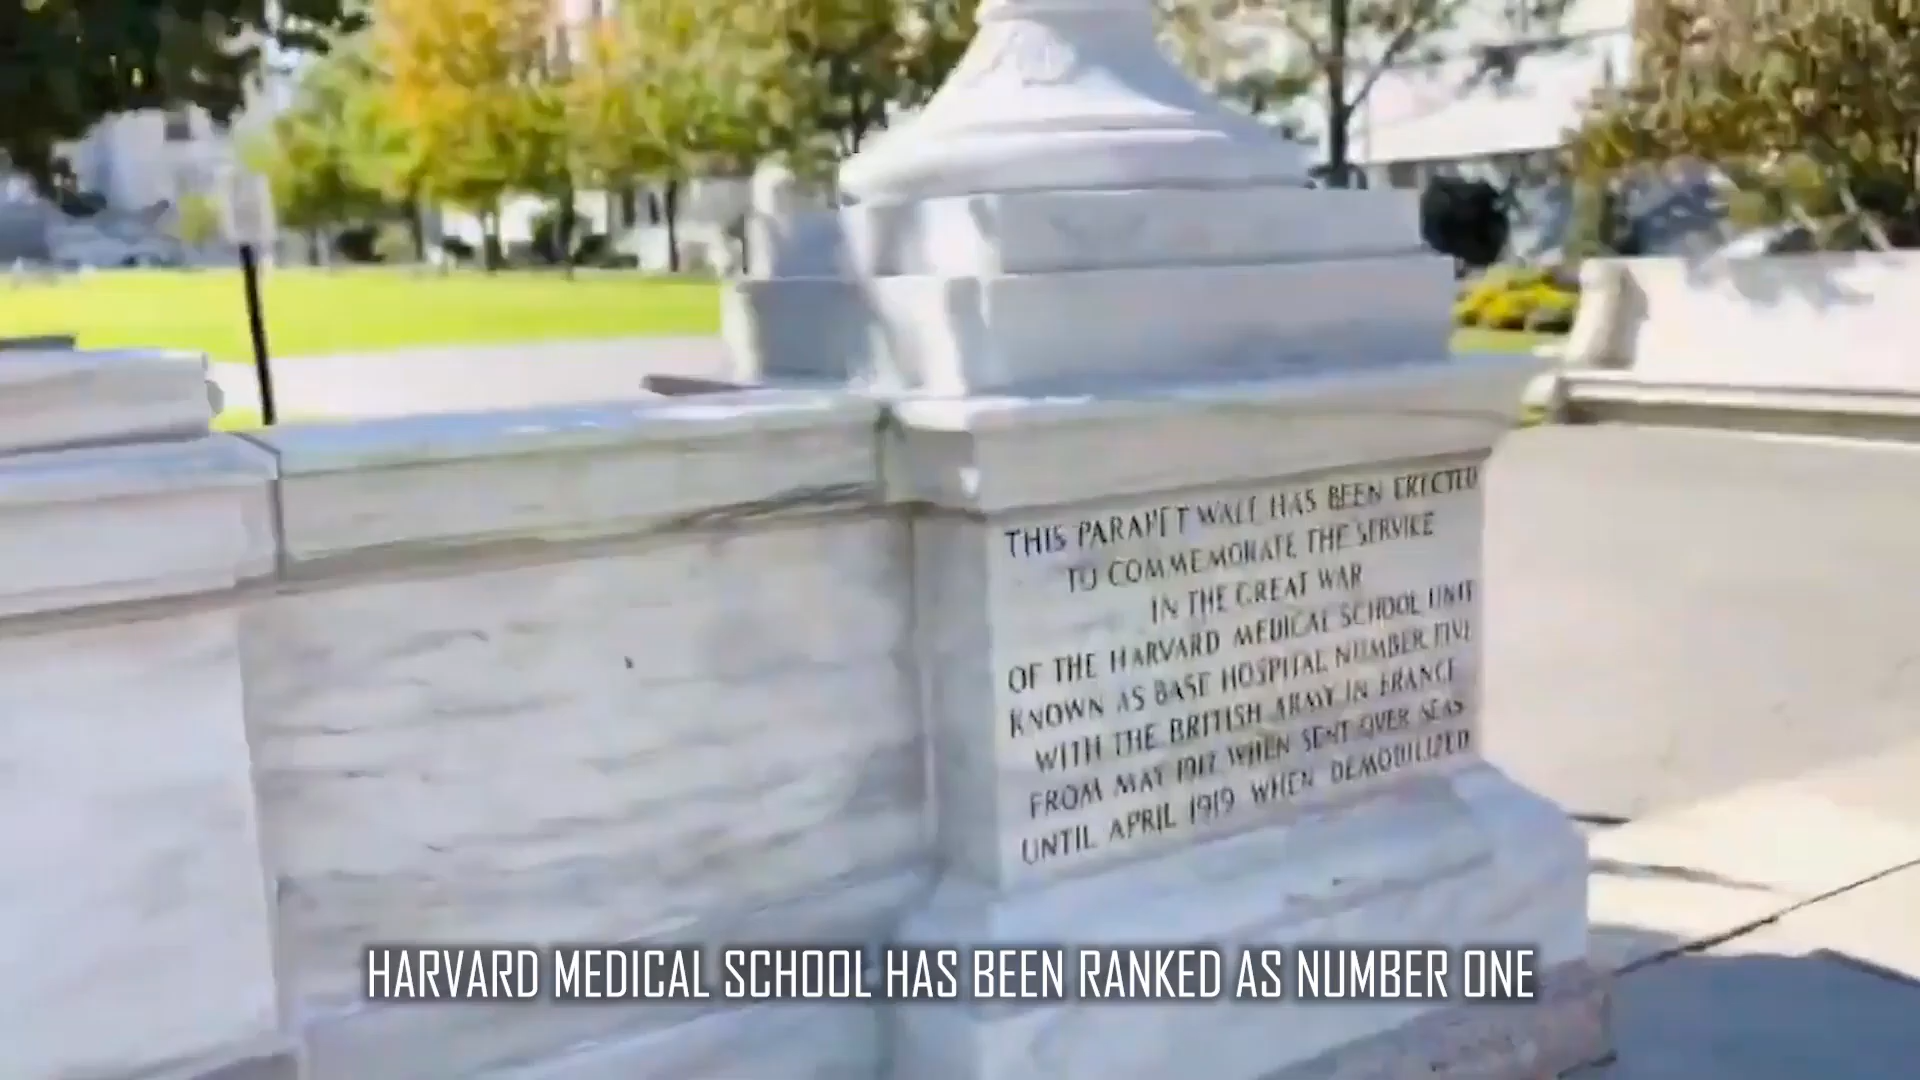 THIS PARAPET WALL HAS BEEN ERECTED
TO COMMEMORATE THE SERVICE
IN THE GREAT WAR
OF THE HARVARD MEDICAL SCHOOL UNIT
KNOWN AS BASE HOSPITAL NUMBER FIVE
WITH THE BRITISH ARMY IN FRANCE
FROM MAY 1917 WHEN SENT OVER SEAS
UNTIL APRIL 1919 WHEN DEMOBILIZED
HARVARD MEDICAL SCHOOL HAS BEEN RANKED AS NUMBER ONE